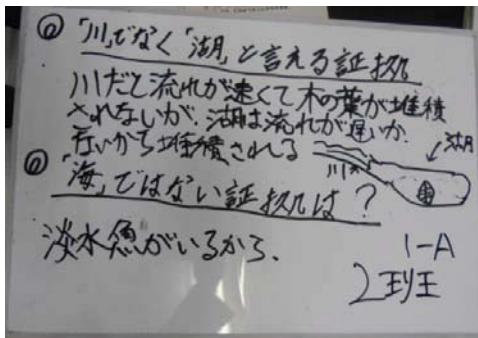 ①「川」でなく「湖」と言える証拠
川だと流れが速くて木の葉が堆積
されないが、湖は流れが遅いか、
無いから堆積される
湖
川
①「海」ではない証拠は?
淡水魚がいるから、
1-A
2班